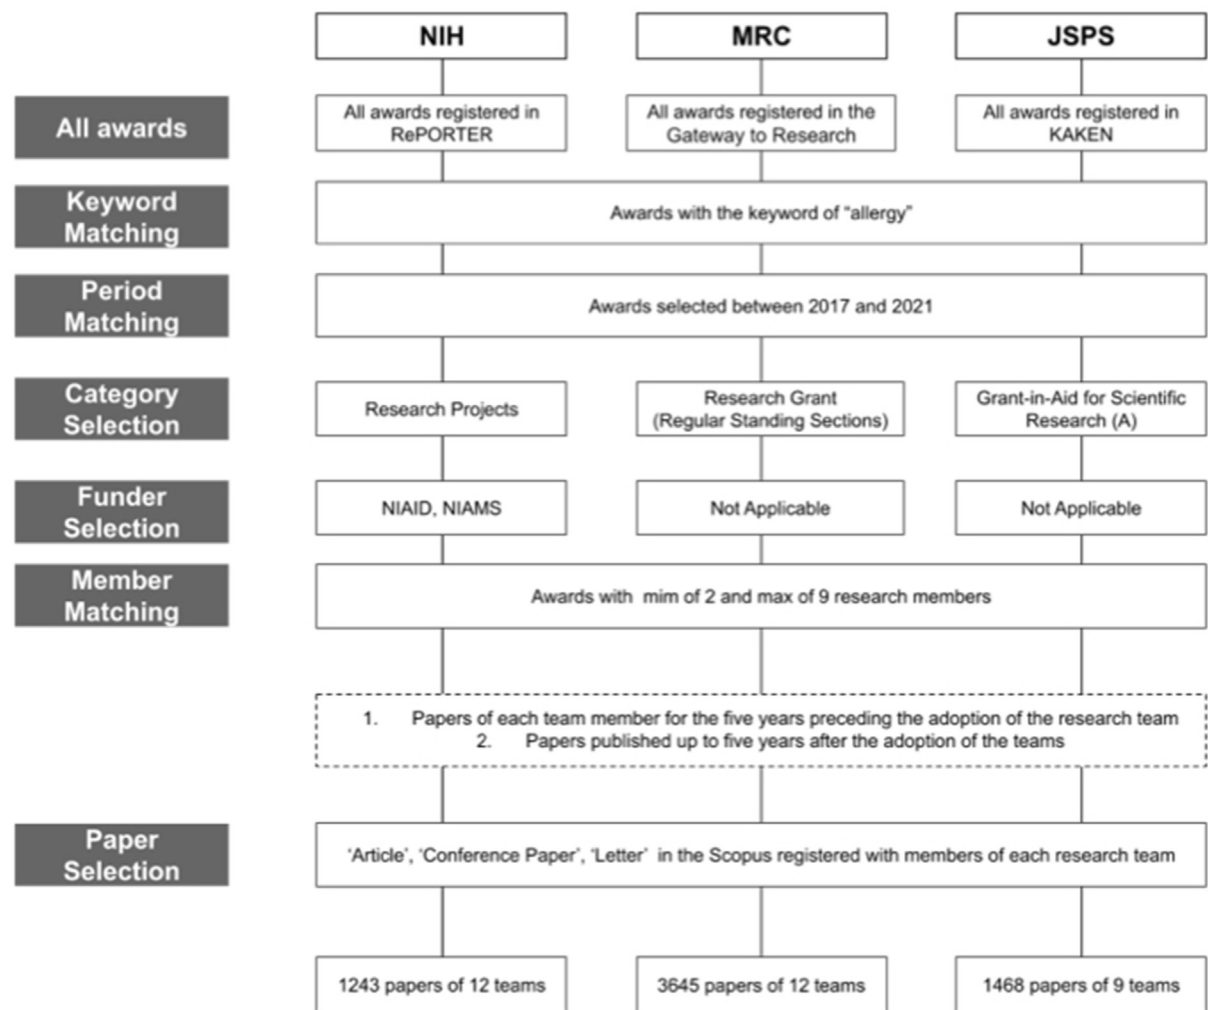 NIH
MRC
JSPS
All awards
All awards registered in
RePORTER
All awards registered in the
Gateway to Research
All awards registered in
KAKEN
Keyword
Matching
Awards with the keyword of “allergy”
Period
Matching
Awards selected between 2017 and 2021
Category
Selection
Research Projects
Research Grant
(Regular Standing Sections)
Grant-in-Aid for Scientific
Research (A)
Funder
Selection
NIAID, NIAMS
Not Applicable
Not Applicable
Member
Matching
Awards with mim of 2 and max of 9 research members
1. Papers of each team member for the five years preceding the adoption of the research team
2. Papers published up to five years after the adoption of the teams
Paper
Selection
‘Article’, ‘Conference Paper’, ‘Letter’ in the Scopus registered with members of each research team
1243 papers of 12 teams
3645 papers of 12 teams
1468 papers of 9 teams